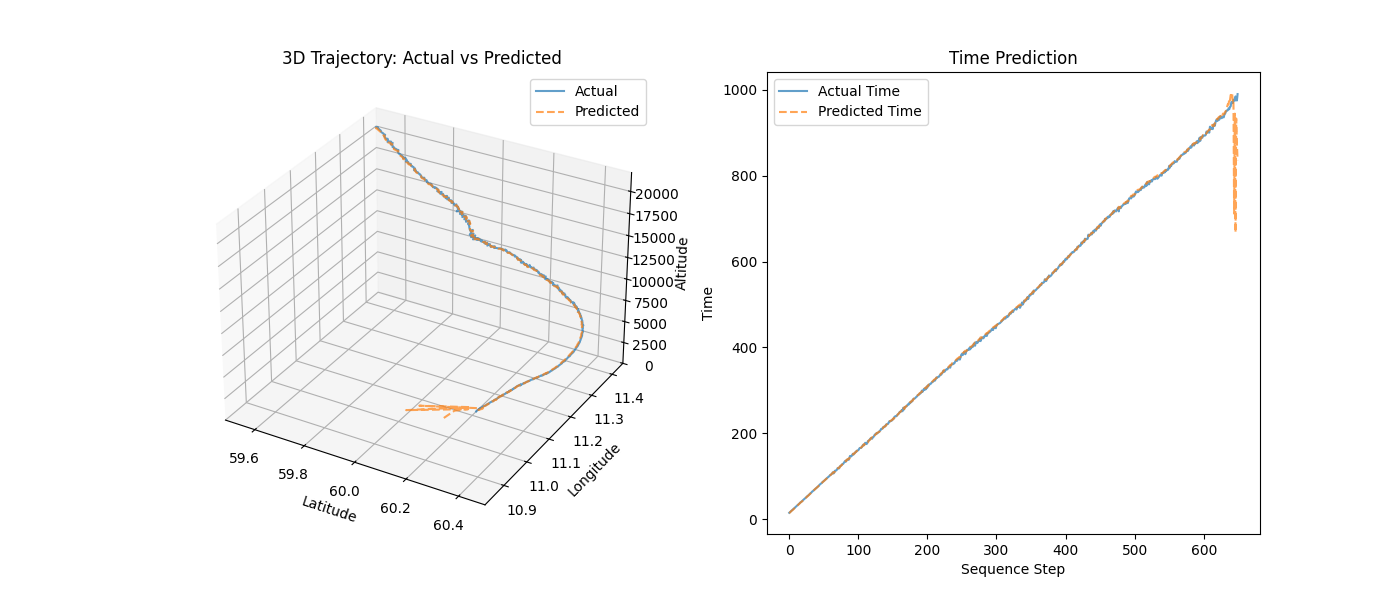 3D Trajectory: Actual vs Predicted
Actual
Predicted
20000
17500
15000
12500
10000
7500
5000
2500
0
Altitude
11.4
11.3
11.2
11.1
11.0
10.9
Longitude
59.6
59.8
60.0
60.2
60.4
Latitude
Time Prediction
Actual Time
Predicted Time
1000
800
600
400
200
0
Time
0 100 200 300 400 500 600
Sequence Step